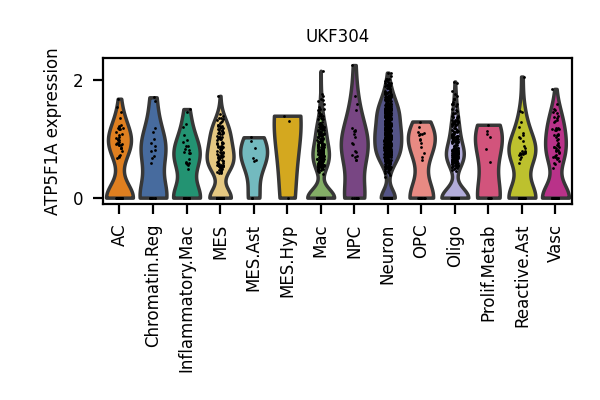 UKF304
ATP5F1A expression
2
0
AC
Chromatin.Reg
Inflammatory.Mac
MES
MES.Ast
MES.Hyp
Mac
NPC
Neuron
OPC
Oligo
Prolif.Metab
Reactive.Ast
Vasc